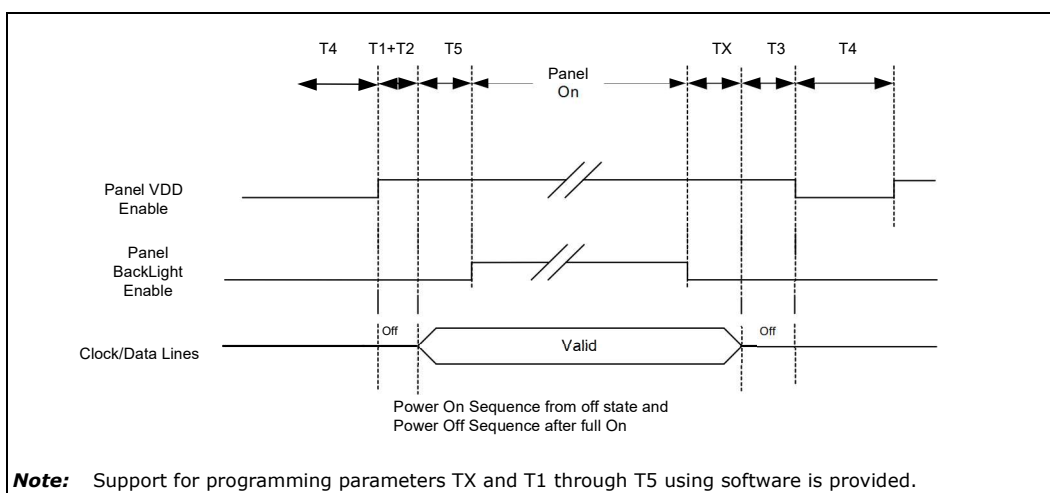 T4 T1+T2 T5 TX T3 T4
Panel
On
Panel VDD
Enable
Panel
BackLight
Enable
Off Off
Clock/Data Lines Valid
Power On Sequence from off state and
Power Off Sequence after full On
Note: Support for programming parameters TX and T1 through T5 using software is provided.